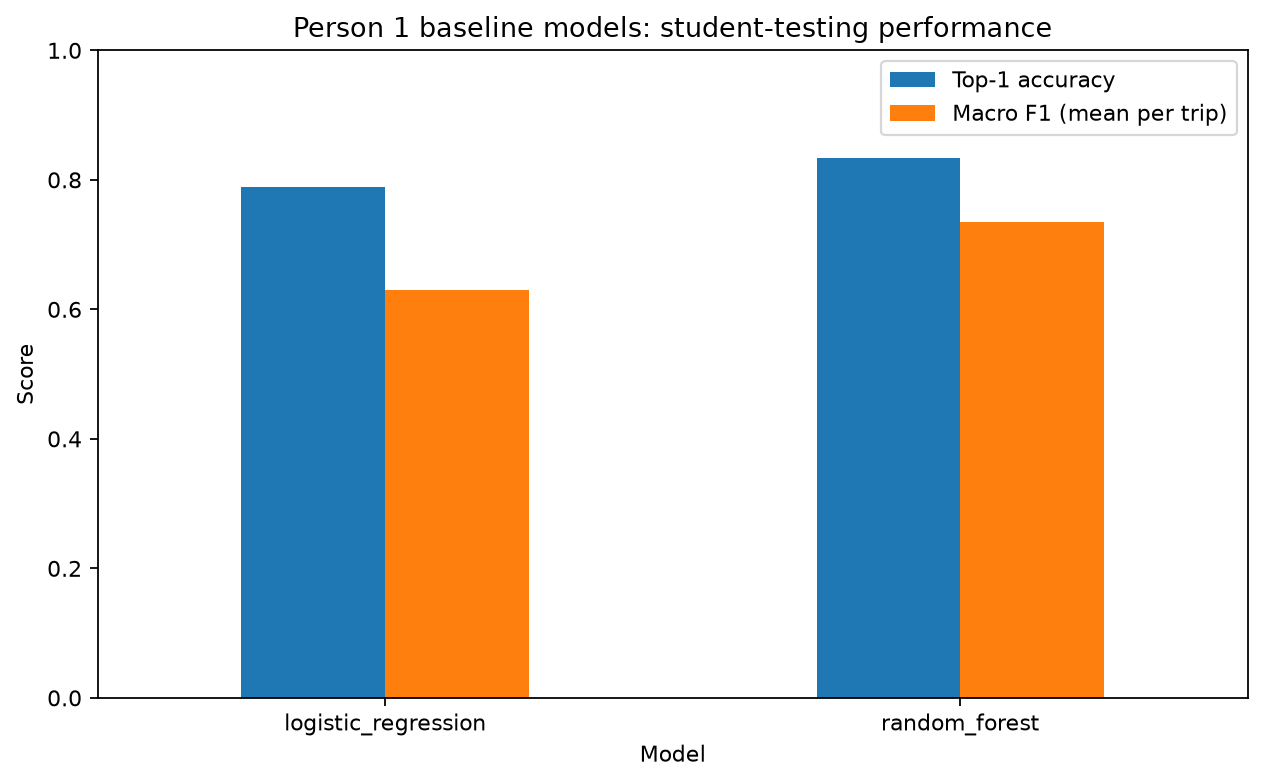 Person 1 baseline models: student-testing performance
Top-1 accuracy
Macro F1 (mean per trip)
1.0
0.8
0.6
0.4
0.2
0.0
Score
logistic_regression
random_forest
Model